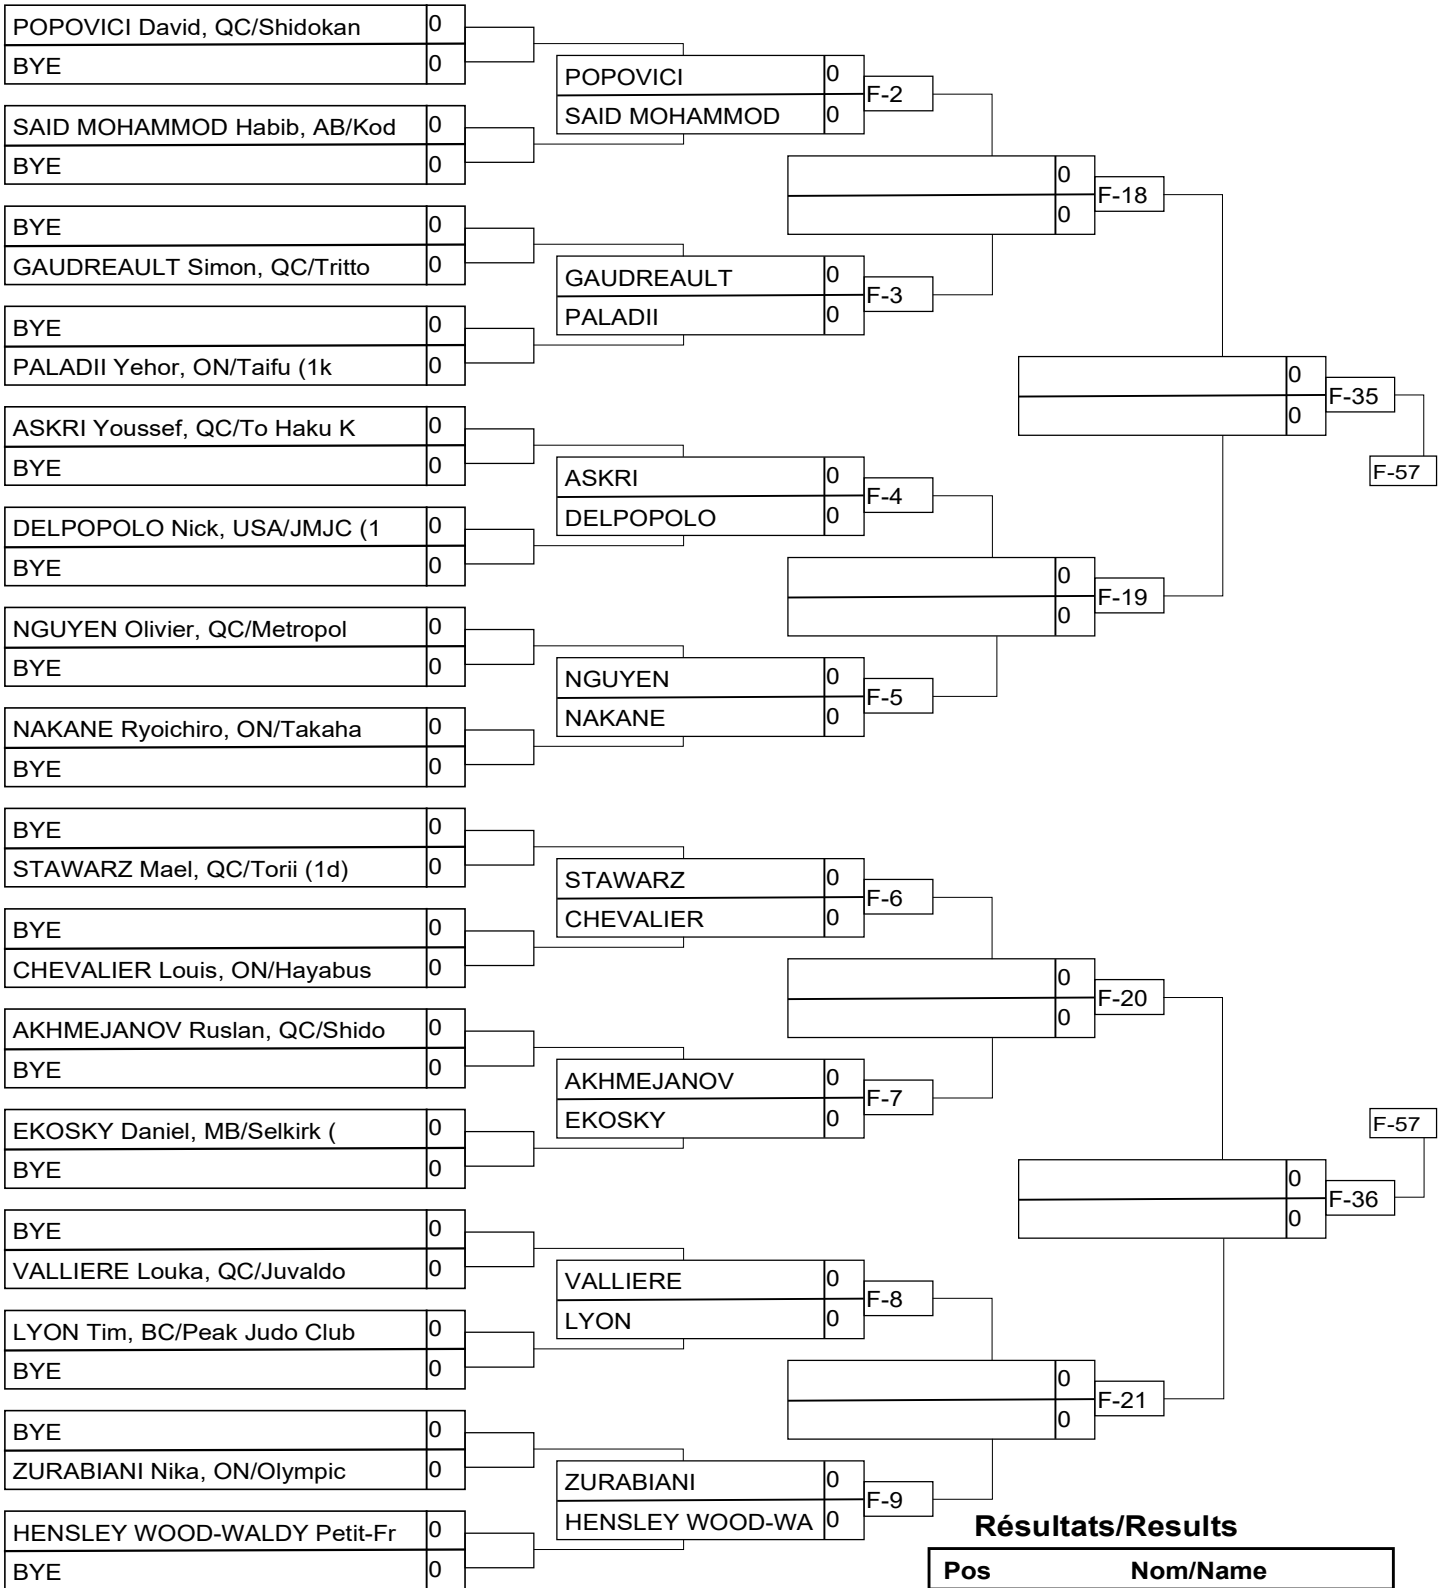 POPOVICI David, QC/Shidokan 0
BYE 0
SAID MOHAMMOD Habib, AB/Kod 0
BYE 0
BYE 0
GAUDREAULT Simon, QC/Tritto 0
BYE 0
PALADII Yehor, ON/Taifu (1k 0
ASKRI Youssef, QC/To Haku K 0
BYE 0
DELPOPOLO Nick, USA/JMJC (1 0
BYE 0
NGUYEN Olivier, QC/Metropol 0
BYE 0
NAKANE Ryoichiro, ON/Takaha 0
BYE 0
BYE 0
STAWARZ Mael, QC/Torii (1d) 0
BYE 0
CHEVALIER Louis, ON/Hayabus 0
AKHMEJANOV Ruslan, QC/Shido 0
BYE 0
EKOSKY Daniel, MB/Selkirk ( 0
BYE 0
BYE 0
VALLIERE Louka, QC/Juvaldo 0
LYON Tim, BC/Peak Judo Club 0
BYE 0
BYE 0
ZURABIANI Nika, ON/Olympic 0
HENSLEY WOOD-WALDY Petit-Fr 0
BYE 0
POPOVICI 0
SAID MOHAMMOD 0
F-2
GAUDREAULT 0
PALADII 0
F-3
ASKRI 0
DELPOPOLO 0
F-4
NGUYEN 0
NAKANE 0
F-5
STAWARZ 0
CHEVALIER 0
F-6
AKHMEJANOV 0
EKOSKY 0
F-7
VALLIERE 0
LYON 0
F-8
ZURABIANI 0
HENSLEY WOOD-WA 0
F-9
0
0
F-18
0
0
F-19
0
0
F-20
0
0
F-21
0
0
F-35
F-57
F-57
0
0
F-36
Résultats/Results
Pos Nom/Name